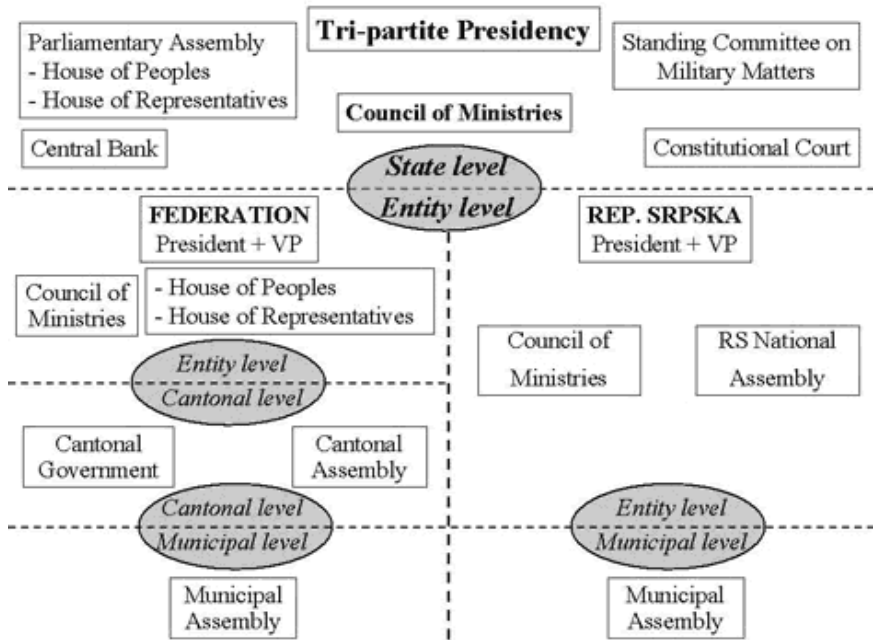 Tri-partite Presidency
Parliamentary Assembly
- House of Peoples
- House of Representatives
Standing Committee on
Military Matters
Council of Ministries
Central Bank
Constitutional Court
State level
Entity level
FEDERATION
President + VP
REP. SRPSKA
President + VP
Council of
Ministries
- House of Peoples
- House of Representatives
Council of
Ministries
RS National
Assembly
Entity level
Cantonal level
Cantonal
Government
Cantonal
Assembly
Cantonal level
Municipal level
Entity level
Municipal level
Municipal
Assembly
Municipal
Assembly